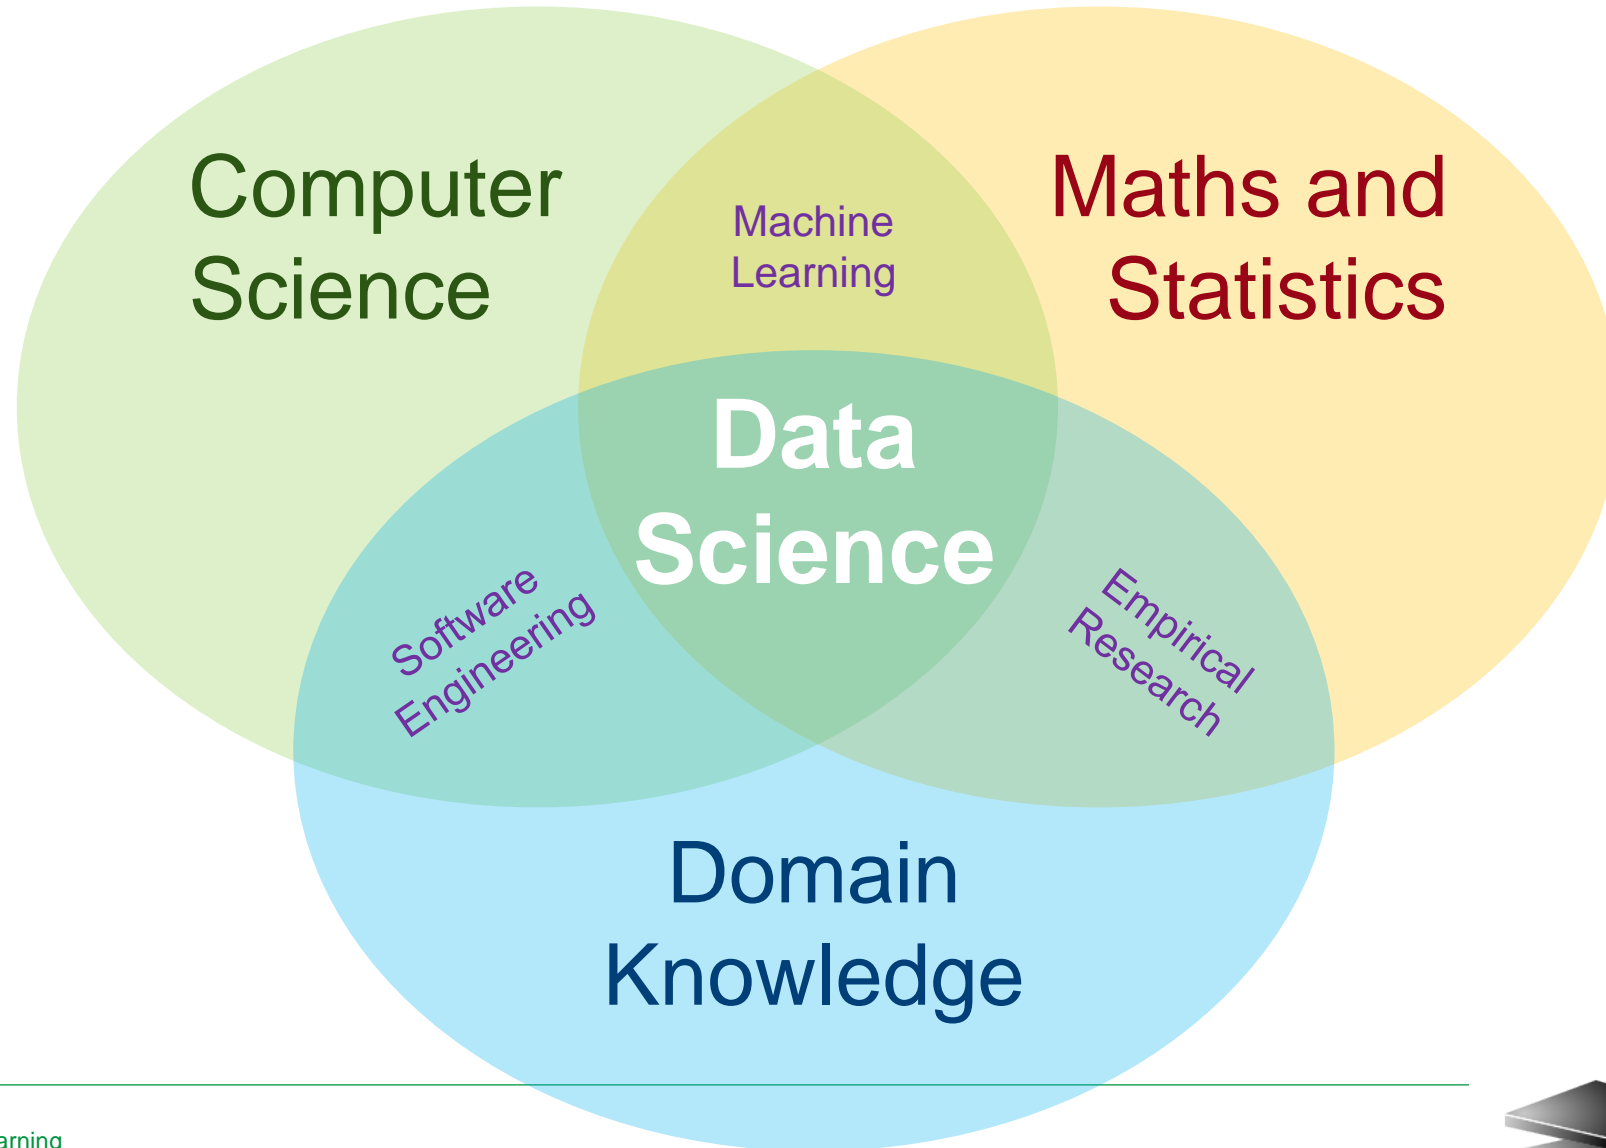 Computer
Science
Machine
Learning
Maths and
Statistics
Data
Science
Software
Engineering
Empirical
Research
Domain
Knowledge